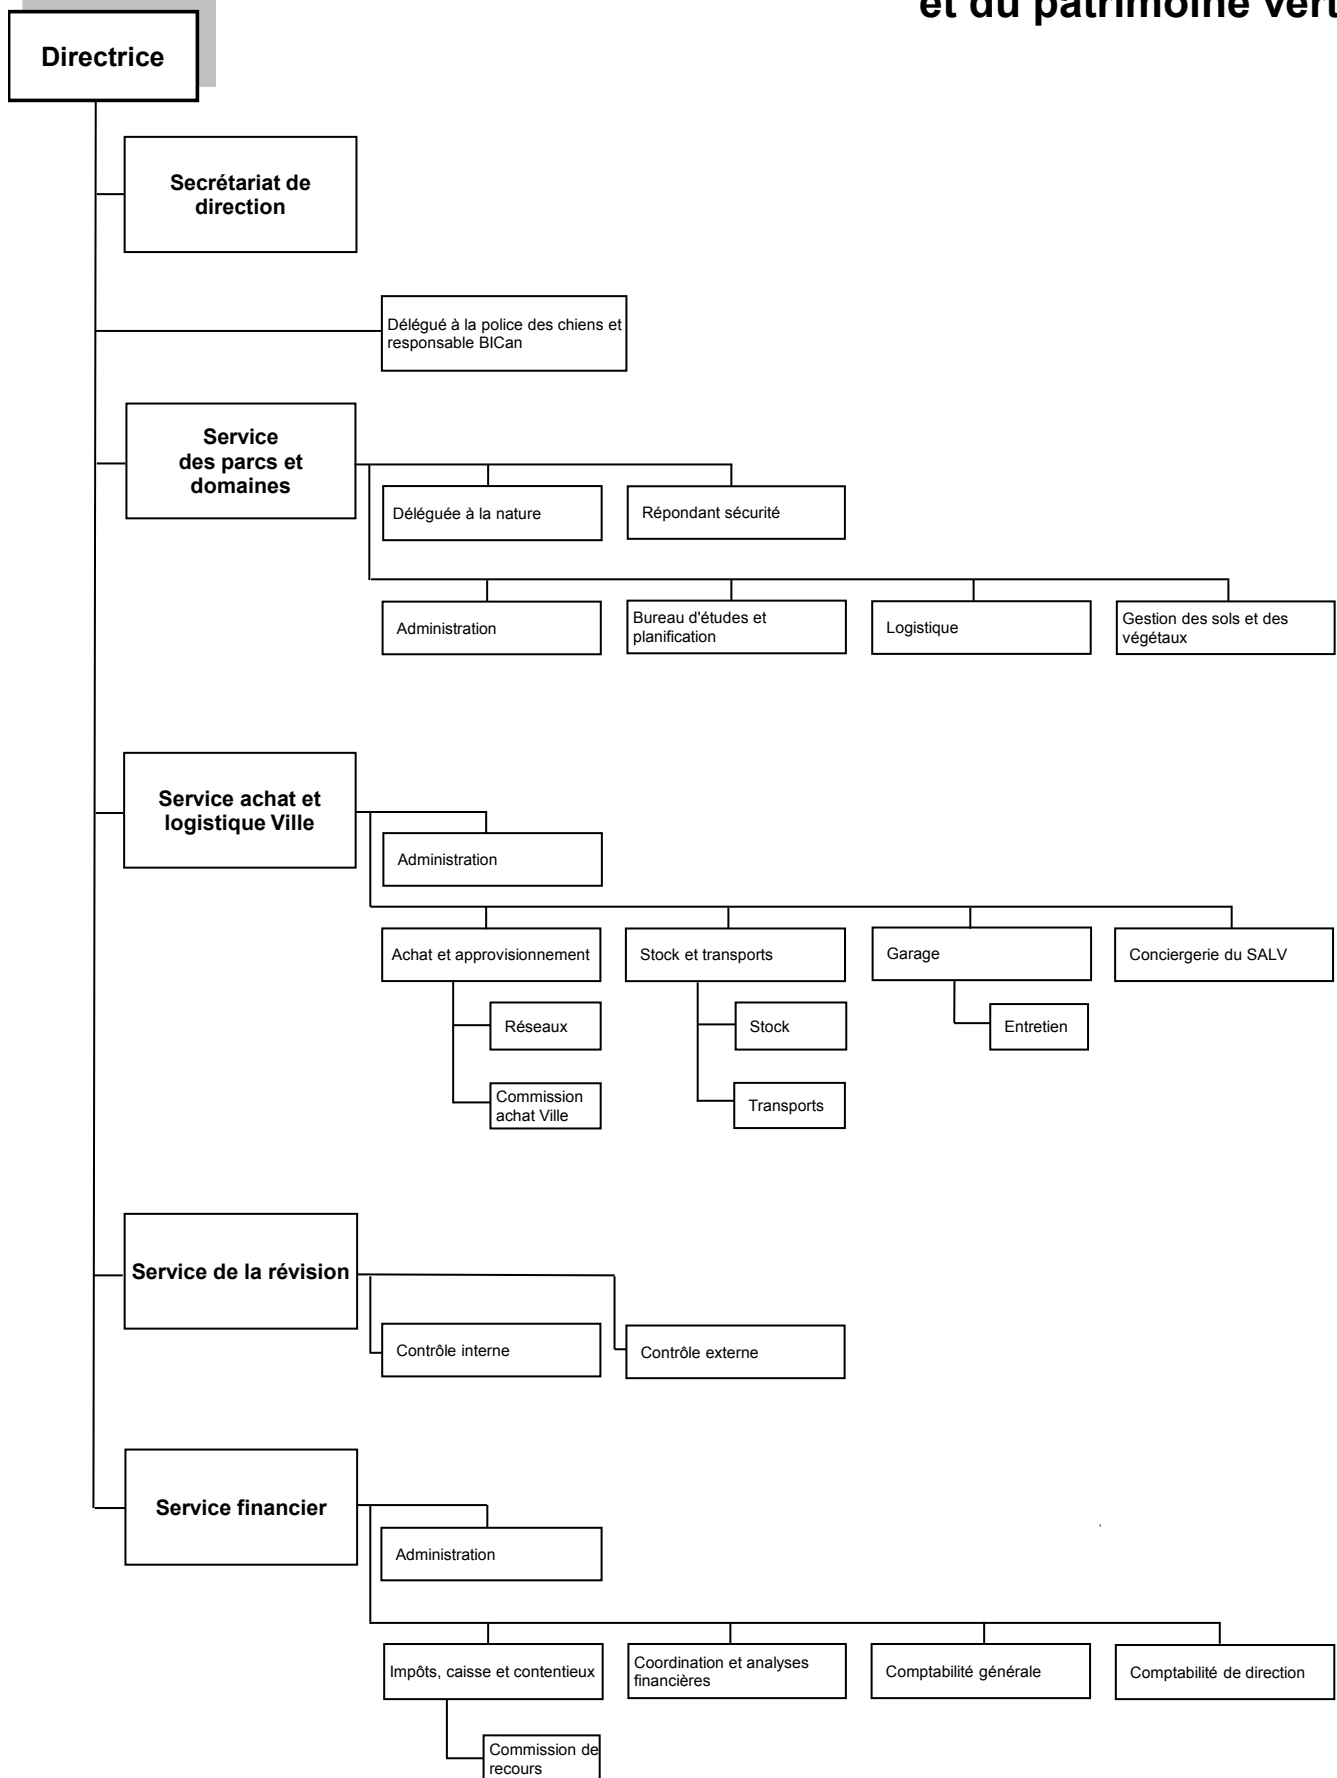 et du patrimoine vert
Directrice
Secrétariat de
direction
Délégué à la police des chiens et
responsable BICan
Service
des parcs et
domaines
Déléguée à la nature
Répondant sécurité
Administration
Bureau d'études et
planification
Logistique
Gestion des sols et des
végétaux
Service achat et
logistique Ville
Administration
Achat et approvisionnement
Stock et transports
Garage
Conciergerie du SALV
Réseaux
Stock
Entretien
Commission
achat Ville
Transports
Service de la révision
Contrôle interne
Contrôle externe
Service financier
Administration
Impôts, caisse et contentieux
Coordination et analyses
financières
Comptabilité générale
Comptabilité de direction
Commission de
recours